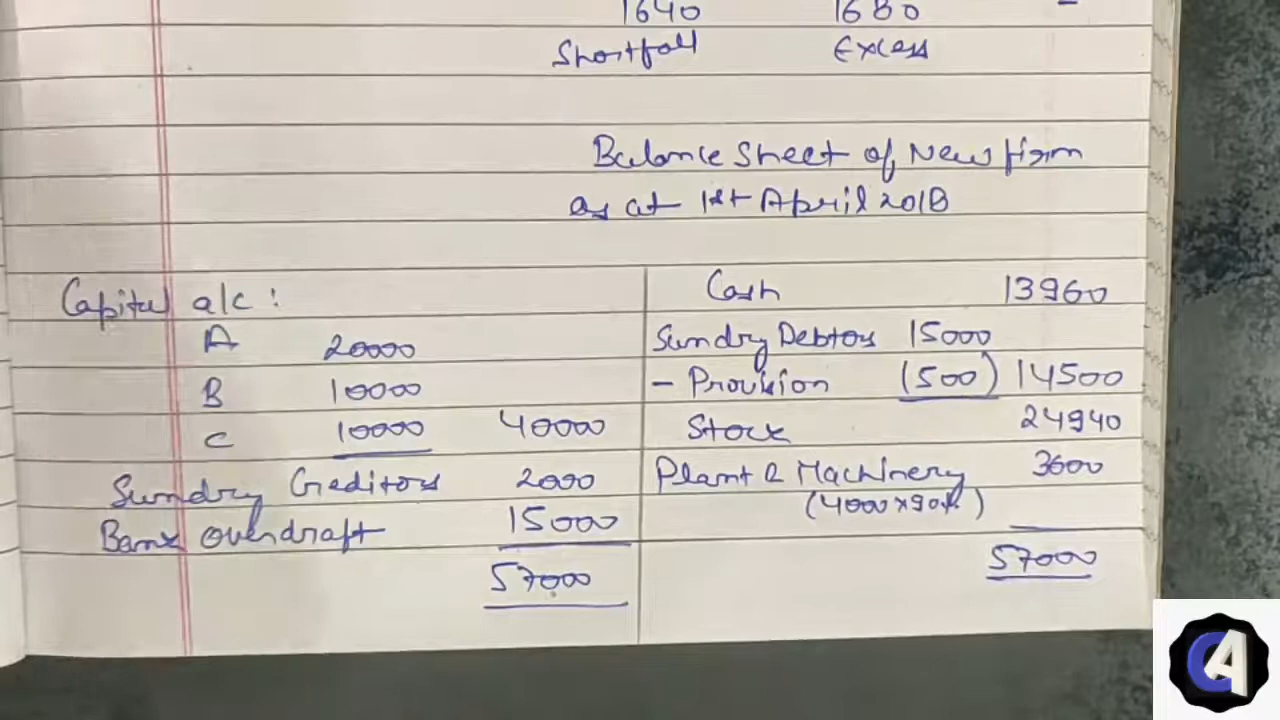 1640 1680 -
Shortfall Excess
Balance Sheet of New firm
as at 1st April 2018
Capital a/c : Cash 13960
A 20000 Sundry Debtors 15000
B 10000 - Provision (500) 14500
C 10000 40000 Stock 24940
Sundry Creditors 2000 Plant & Machinery 3600
Bank overdraft 15000 (4000x90%)
57000 57000
CA